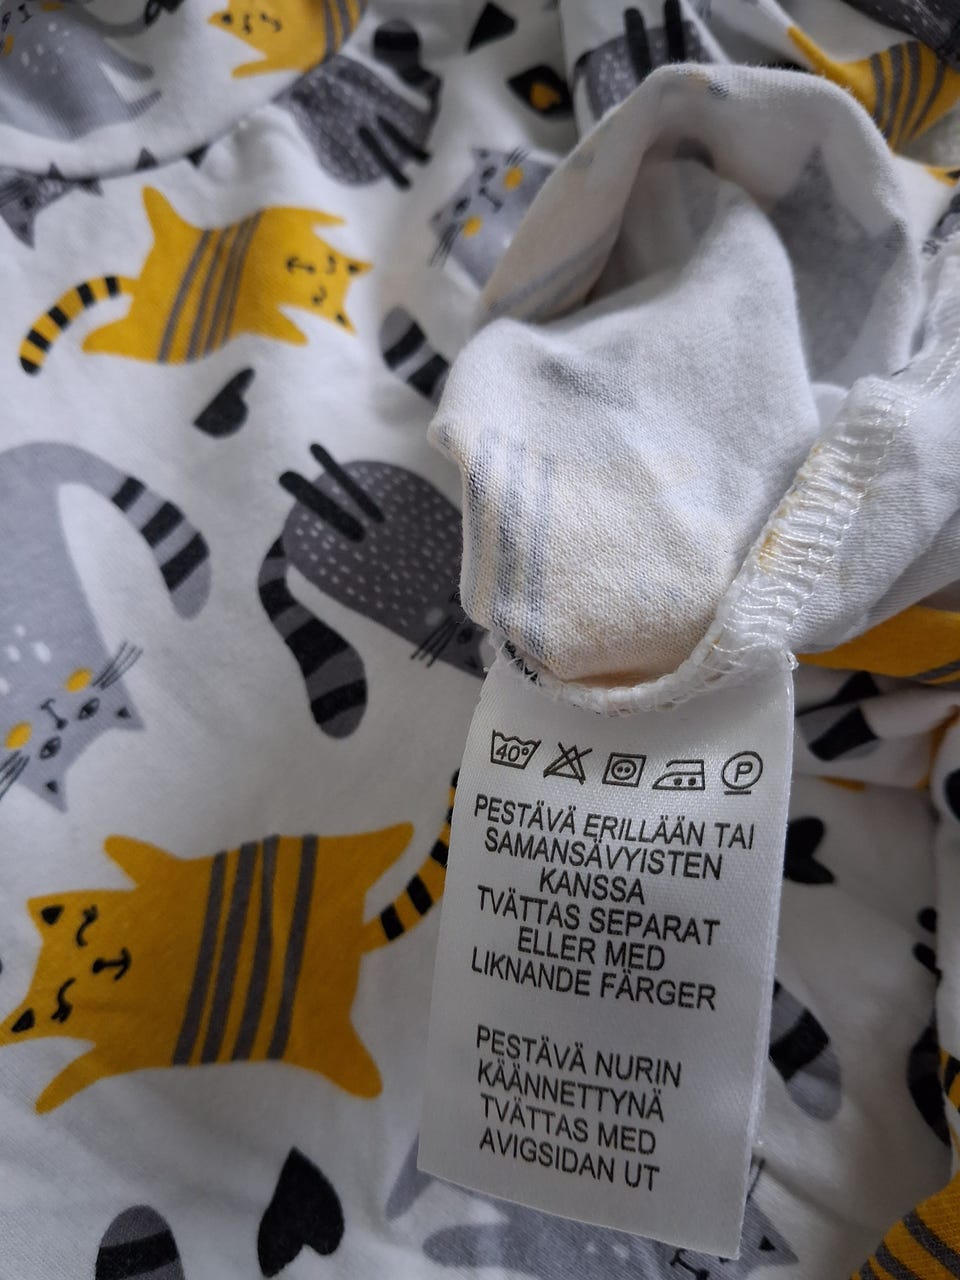 40°
P
PESTÄVÄ ERILLÄÄN TAI
SAMANSÄVYISTEN
KANSSA
TVÄTTAS SEPARAT
ELLER MED
LIKNANDE FÄRGER
PESTÄVÄ NURIN
KÄÄNNETTYNÄ
TVÄTTAS MED
AVIGSIDAN UT